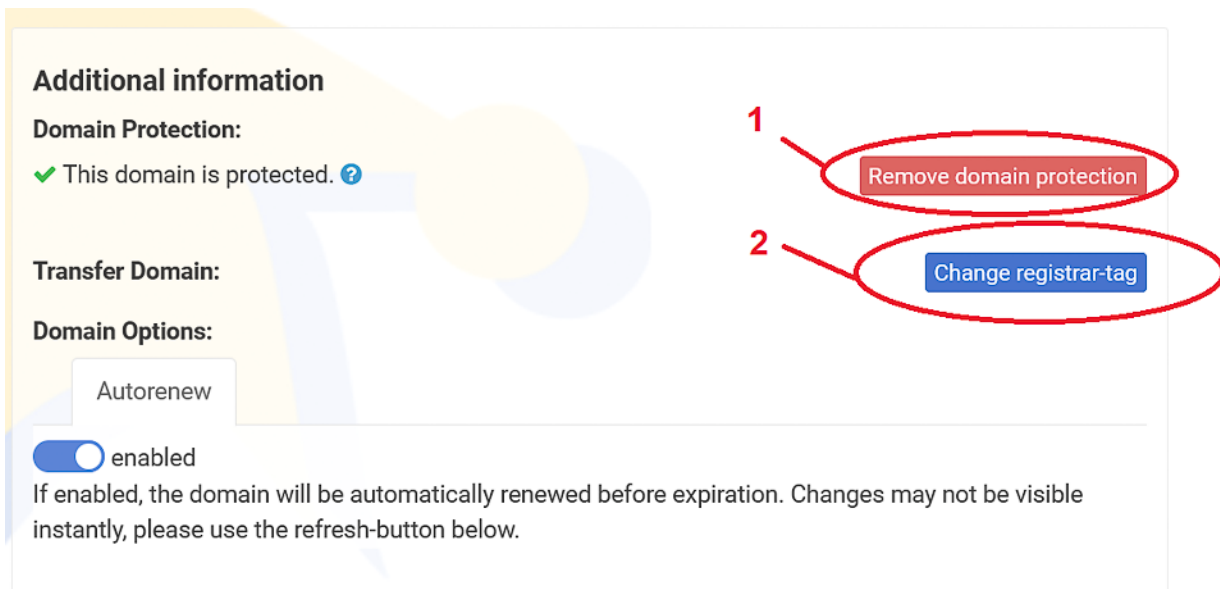 Additional information
Domain Protection:
1
This domain is protected.
Remove domain protection
2
Transfer Domain:
Change registrar-tag
Domain Options:
Autorenew
enabled
If enabled, the domain will be automatically renewed before expiration. Changes may not be visible
instantly, please use the refresh-button below.